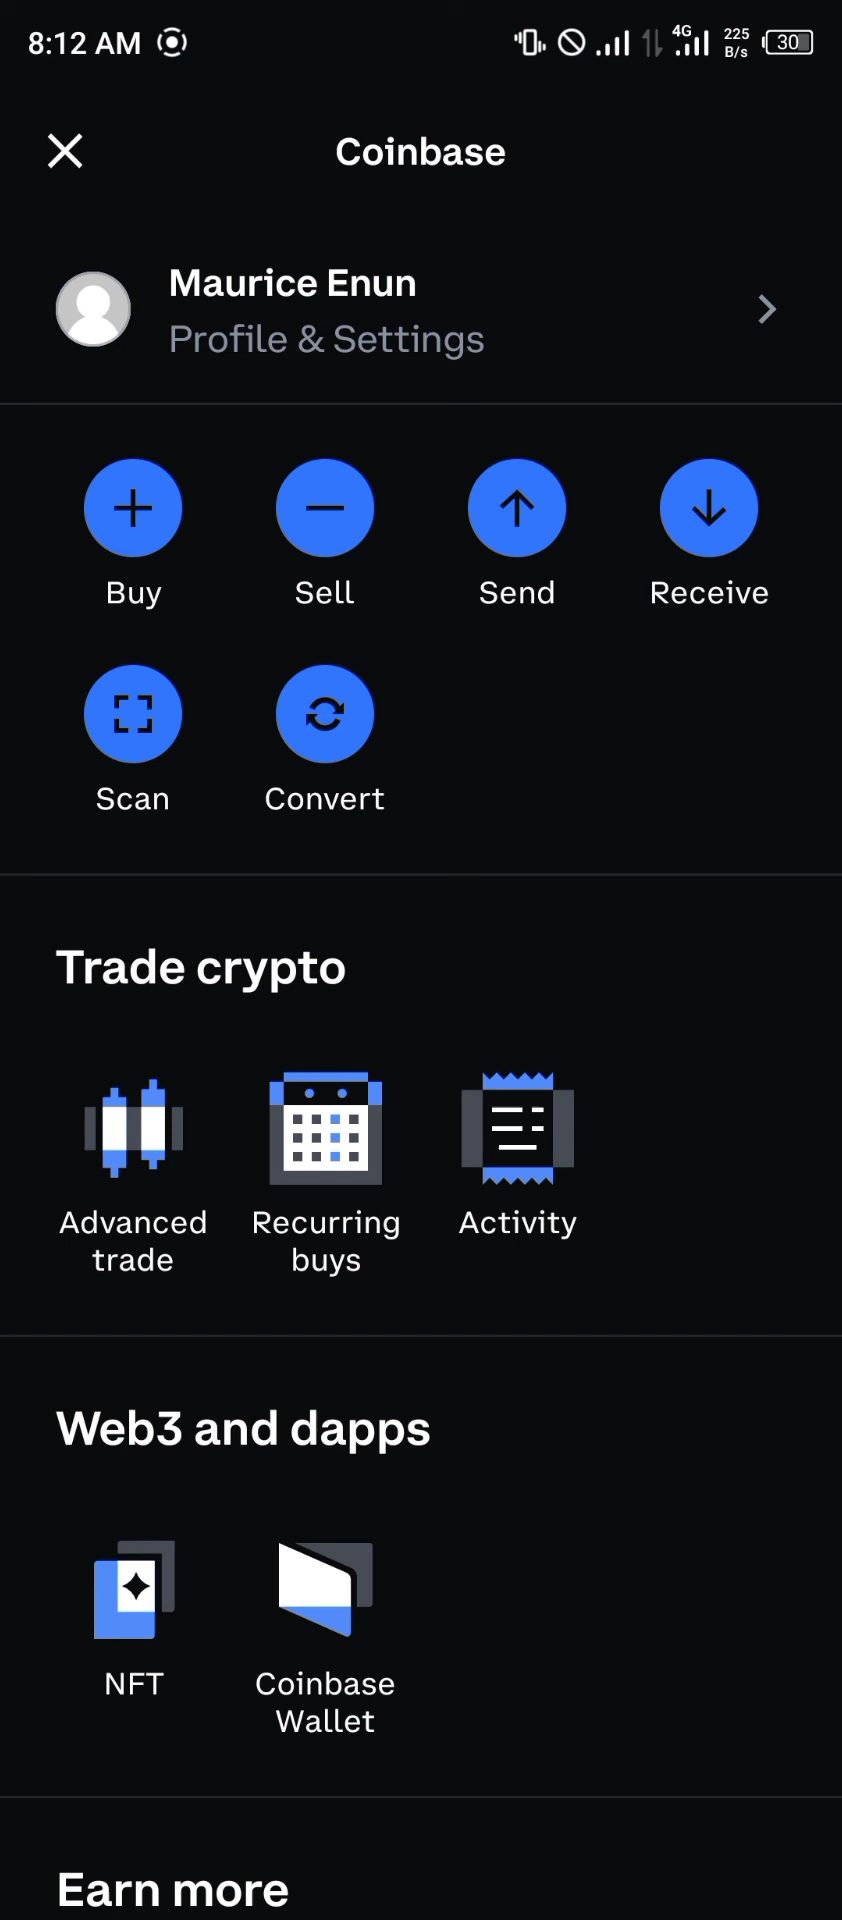 8:12 AM 4G 225 B/s 30
Coinbase
Maurice Enun
Profile & Settings
Buy Sell Send Receive
Scan Convert
Trade crypto
Advanced trade Recurring buys Activity
Web3 and dapps
NFT Coinbase Wallet
Earn more